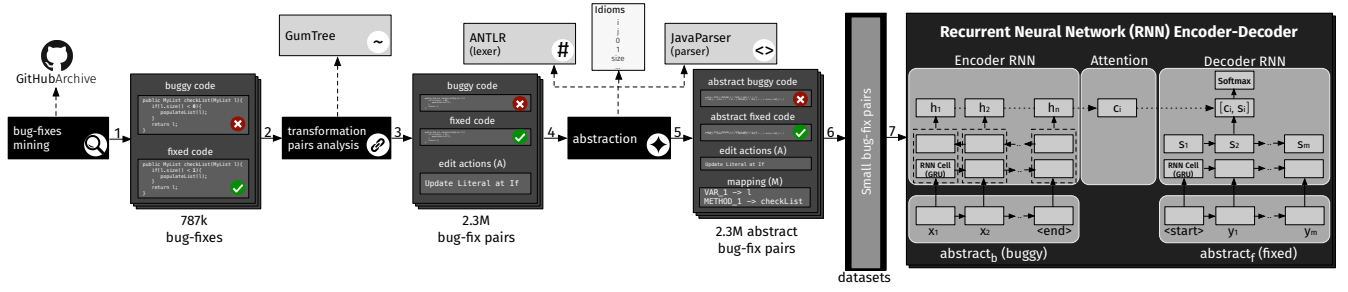 GitHubArchive
bug-fixes
mining
1
buggy code
public MyList checkList(MyList l){
if(l.size() < 0){
populateList(l);
}
return l;
}
fixed code
public MyList checkList(MyList l){
if(l.size() < 1){
populateList(l);
}
return l;
}
787k
bug-fixes
2
GumTree
~
transformation
pairs analysis
3
buggy code
fixed code
edit actions (A)
Update Literal at If
2.3M
bug-fix pairs
4
ANTLR
(lexer)
#
Idioms
i
j
0
1
size
...
JavaParser
(parser)
<>
abstraction
5
abstract buggy code
abstract fixed code
edit actions (A)
Update Literal at If
mapping (M)
VAR_1 -> l
METHOD_1 -> checkList
2.3M abstract
bug-fix pairs
6
Small bug-fix pairs
datasets
7
Recurrent Neural Network (RNN) Encoder-Decoder
Encoder RNN
Attention
Decoder RNN
Softmax
h1
h2
..
hn
ci
[ci, si]
RNN Cell
(GRU)
..
s1
s2
..
sm
RNN Cell
(GRU)
..
x1
x2
..
<end>
<start>
y1
..
ym
abstractb (buggy)
abstractf (fixed)